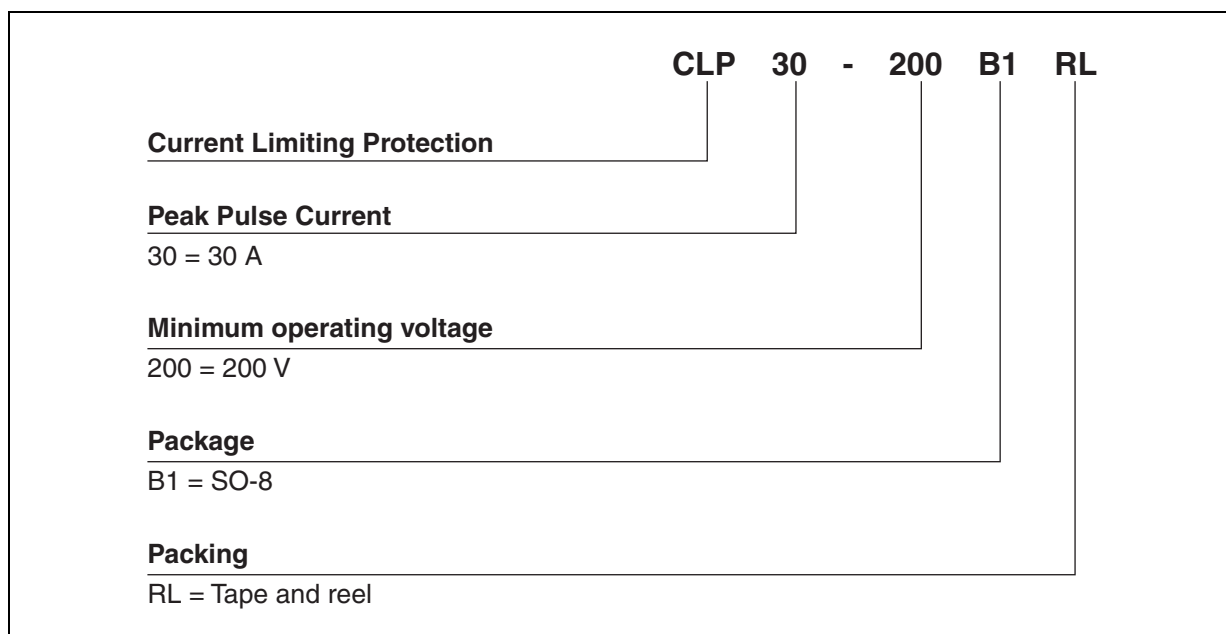 CLP 30 - 200 B1 RL
Current Limiting Protection
Peak Pulse Current
30 = 30 A
Minimum operating voltage
200 = 200 V
Package
B1 = SO-8
Packing
RL = Tape and reel